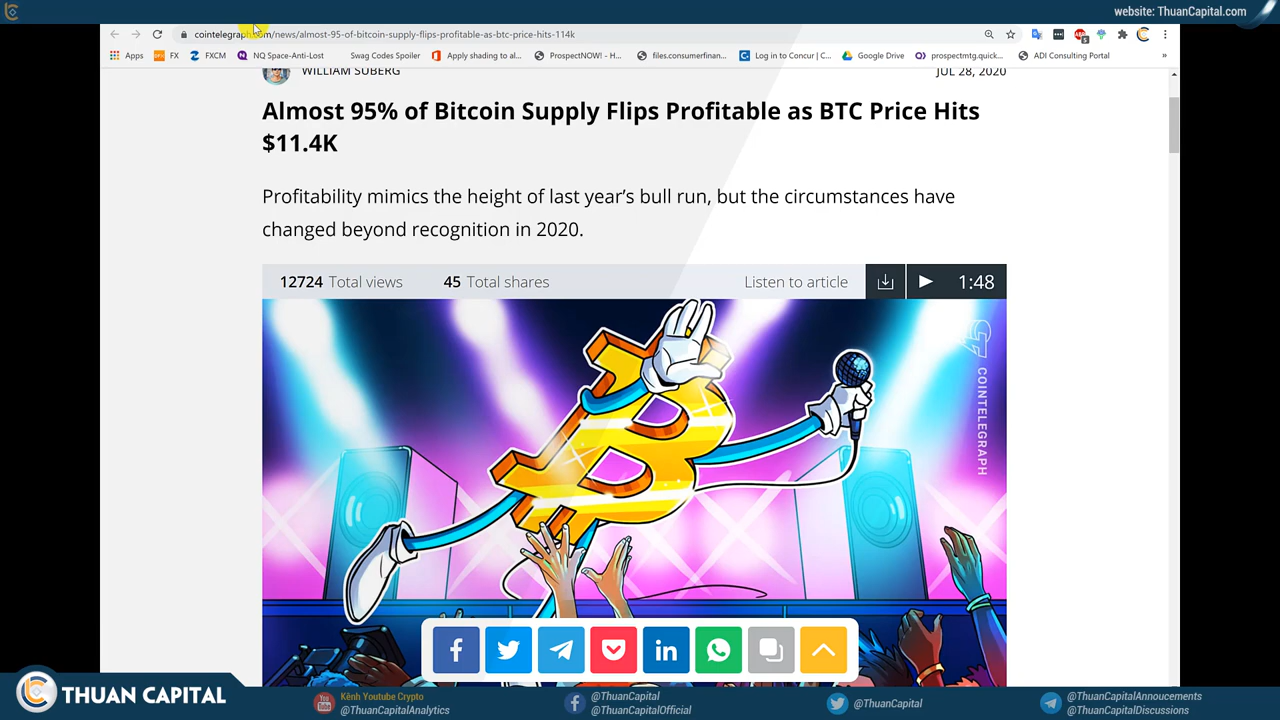 website: ThuanCapital.com
cointelegraph.com/news/almost-95-of-bitcoin-supply-flips-profitable-as-btc-price-hits-114k
Apps FX FXCM NQ Space-Anti-Lost Swag Codes Spoiler Apply shading to al... ProspectNOW! - H... files.consumerfinan... Log in to Concur | C... Google Drive prospectmtg.quick... ADI Consulting Portal »
WILLIAM SUBERG JUL 28, 2020
Almost 95% of Bitcoin Supply Flips Profitable as BTC Price Hits
$11.4K
Profitability mimics the height of last year's bull run, but the circumstances have
changed beyond recognition in 2020.
12724 Total views 45 Total shares Listen to article 1:48
COINTELEGRAPH
THUAN CAPITAL
Kênh Youtube Crypto
@ThuanCapitalAnalytics
@ThuanCapital
@ThuanCapitalOfficial
@ThuanCapital
@ThuanCapitalAnnoucements
@ThuanCapitalDiscussions